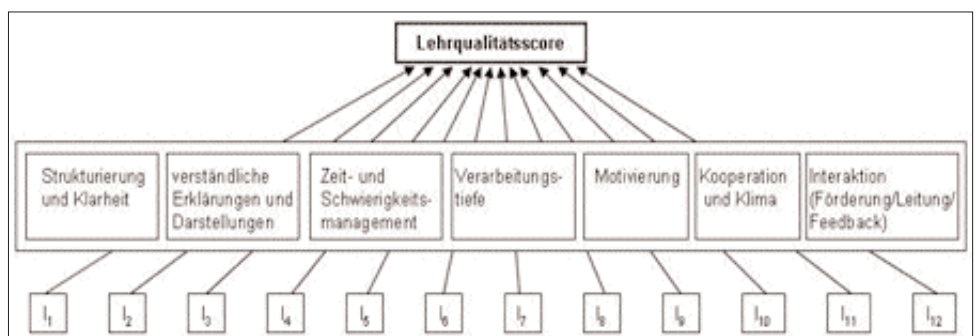 Lehrqualitätsscore
Strukturierung
und Klarheit
verständliche
Erklärungen und
Darstellungen
Zeit- und
Schwierigkeits-
management
Verarbeitungs-
tiefe
Motivierung
Kooperation
und Klima
Interaktion
(Förderung/Leitung/
Feedback)
I1 I2 I3 I4 I5 I6 I7 I8 I9 I10 I11 I12